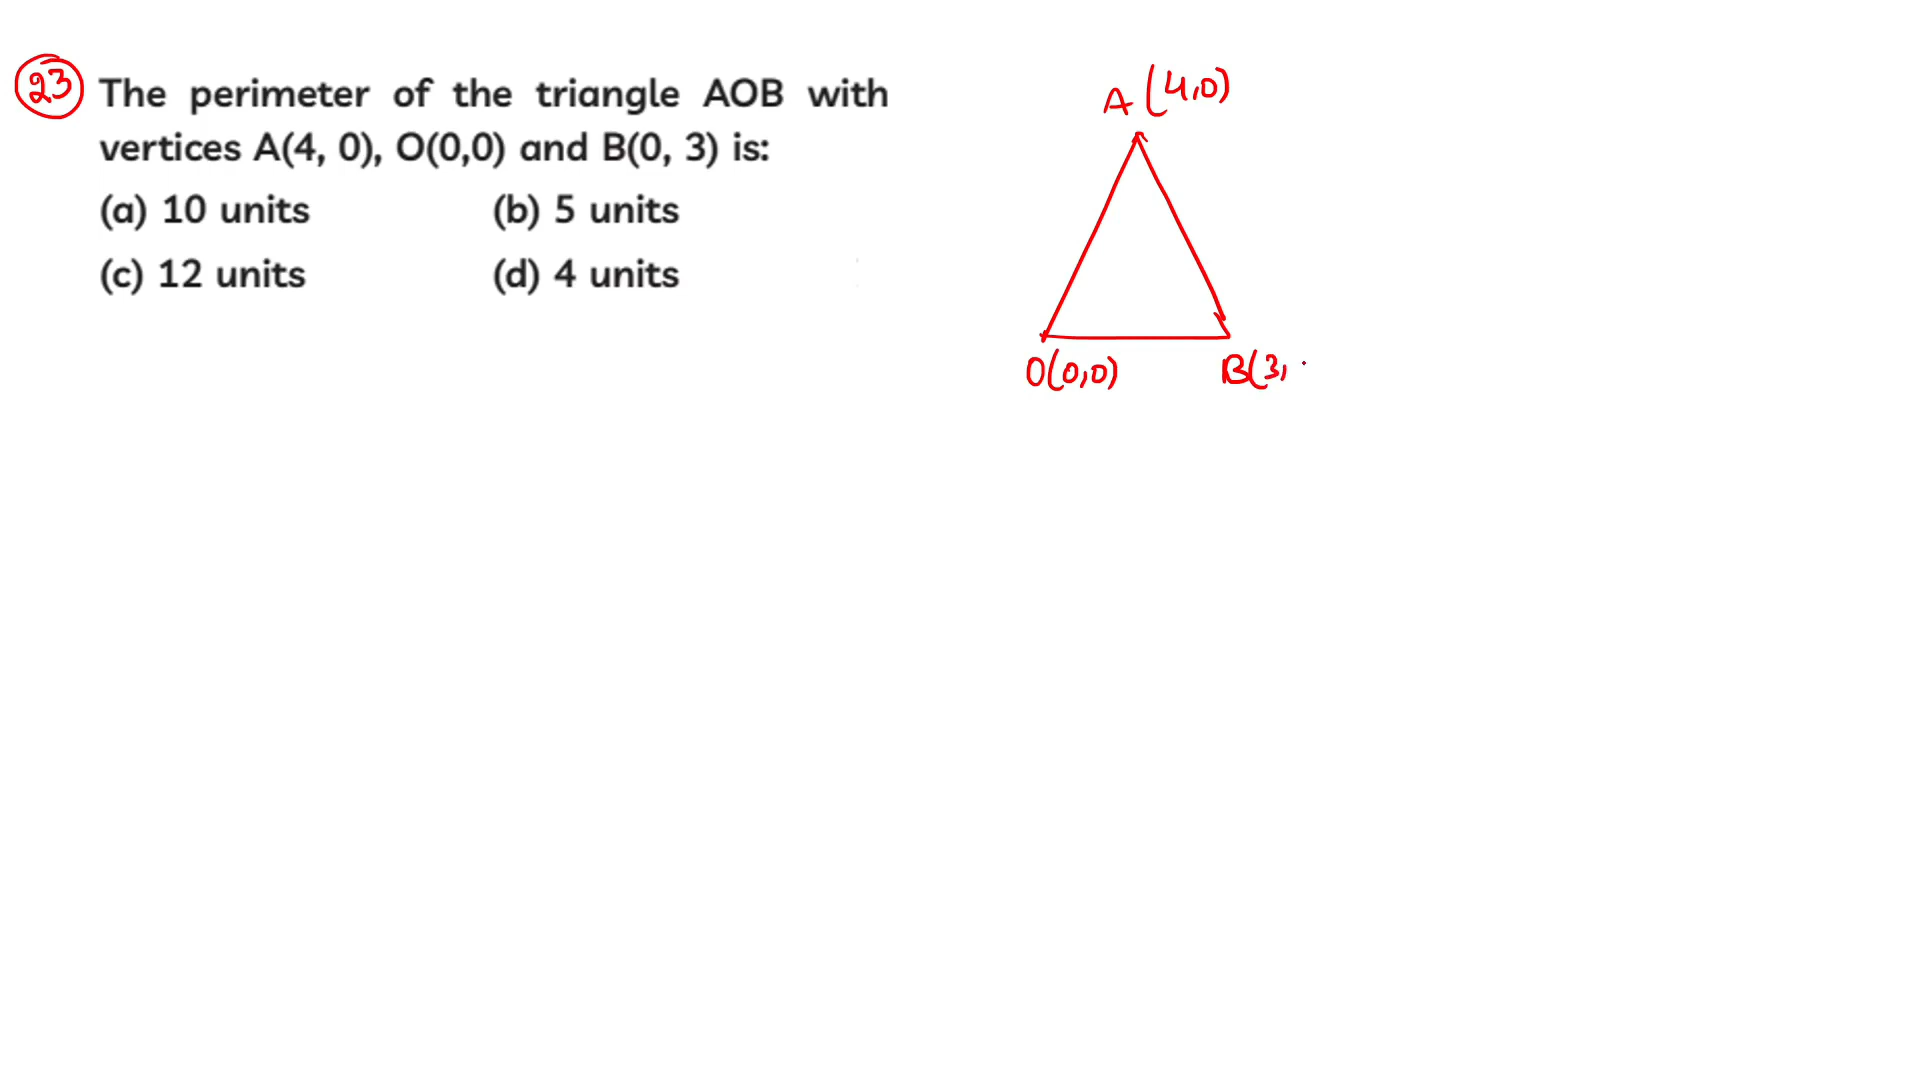 23 The perimeter of the triangle AOB with
vertices A(4, 0), O(0,0) and B(0, 3) is:
(a) 10 units (b) 5 units
(c) 12 units (d) 4 units
A (4,0)
O(0,0) B(3,